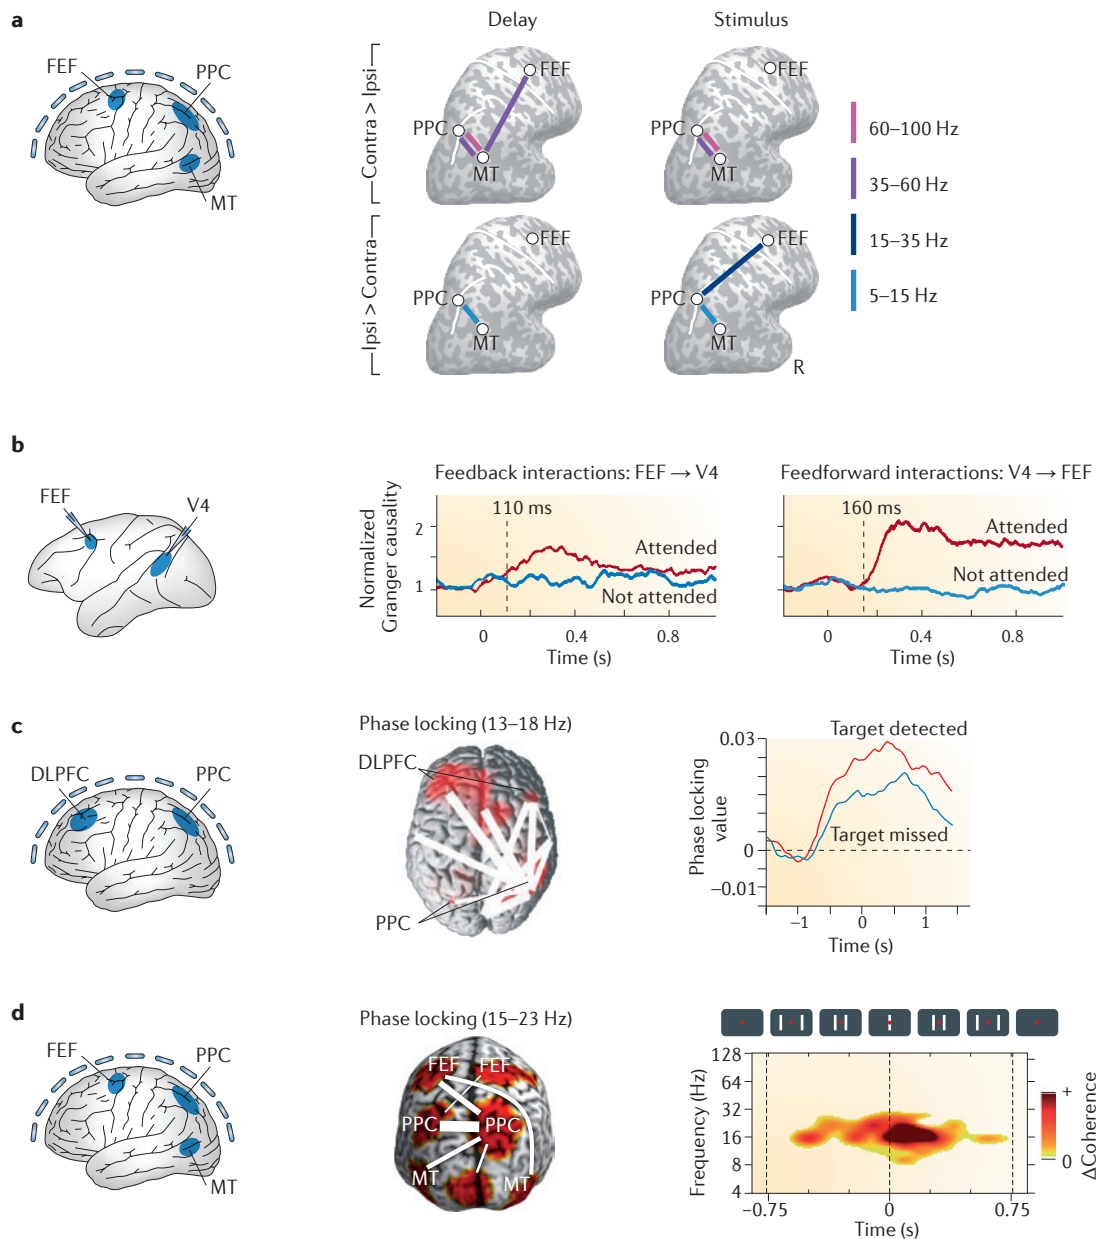 a
FEF
PPC
MT
Delay
Stimulus
Contra > Ipsi
FEF
PPC
MT
FEF
PPC
MT
Ipsi > Contra
FEF
PPC
MT
FEF
PPC
MT
R
60–100 Hz
35–60 Hz
15–35 Hz
5–15 Hz
b
FEF
V4
Feedback interactions: FEF → V4
Normalized
Granger causality
2
1
110 ms
Attended
Not attended
0
0.4
0.8
Time (s)
Feedforward interactions: V4 → FEF
160 ms
Attended
Not attended
0
0.4
0.8
Time (s)
c
DLPFC
PPC
Phase locking (13–18 Hz)
DLPFC
PPC
Phase locking
value
0.03
0
−0.01
Target detected
Target missed
−1
0
1
Time (s)
d
FEF
PPC
MT
Phase locking (15–23 Hz)
FEF
FEF
PPC
PPC
MT
MT
Frequency (Hz)
128
64
32
16
8
4
−0.75
0
0.75
Time (s)
+
0
ΔCoherence